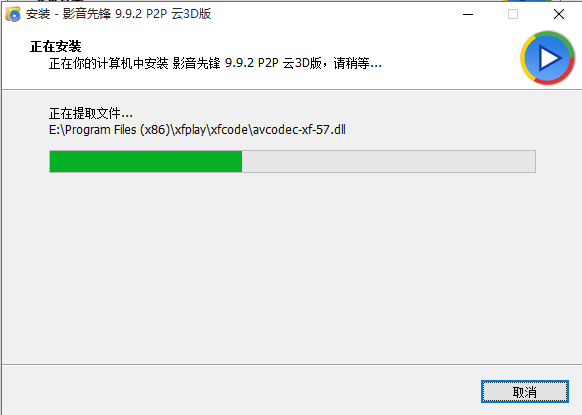 安装 - 影音先锋 9.9.2 P2P 云3D版
正在安装
正在你的计算机中安装 影音先锋 9.9.2 P2P 云3D版，请稍等...
正在提取文件...
E:\Program Files (x86)\xfplay\xfcode\avcodec-xf-57.dll
取消